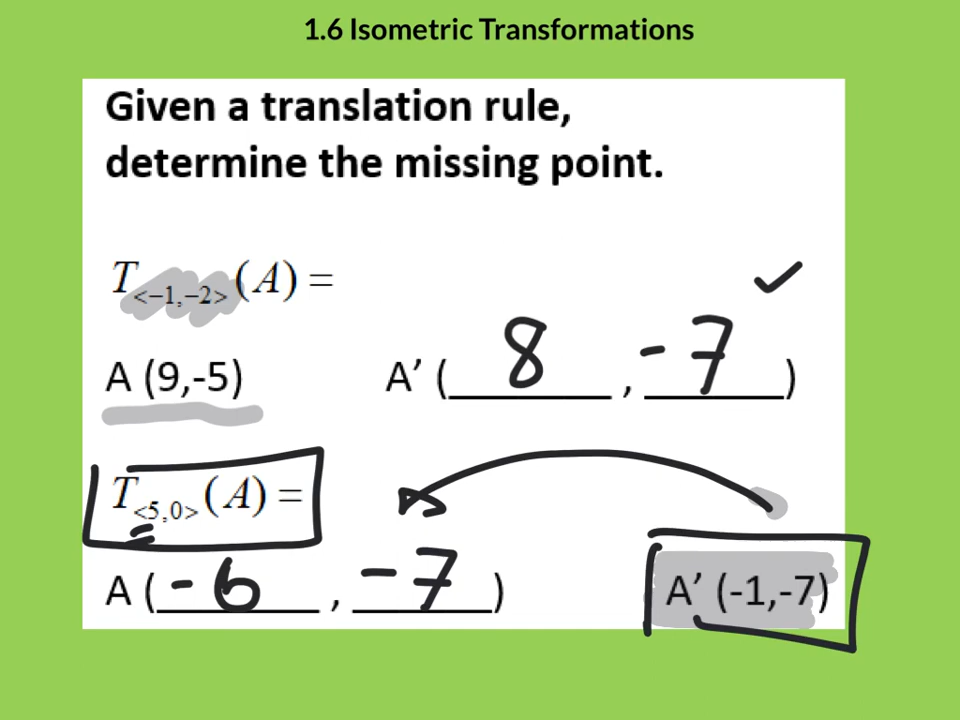 1.6 Isometric Transformations
Given a translation rule,
determine the missing point.
T<−1,−2>(A) =
A (9,-5) A’ (8, -7)
T<5,0>(A) =
A (-6, -7) A’ (-1,-7)